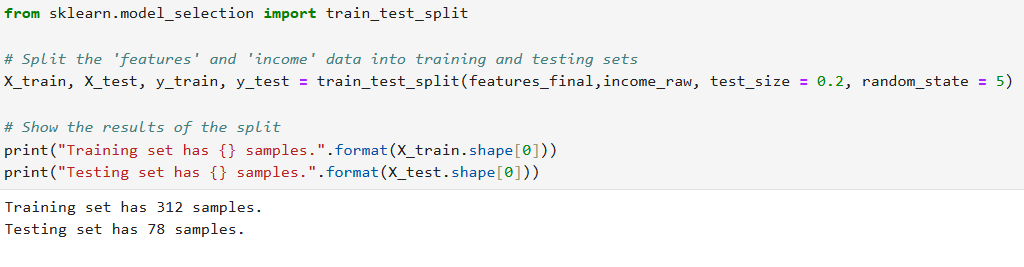 from sklearn.model_selection import train_test_split
# Split the 'features' and 'income' data into training and testing sets
X_train, X_test, y_train, y_test = train_test_split(features_final,income_raw, test_size = 0.2, random_state = 5)
# Show the results of the split
print("Training set has {} samples.".format(X_train.shape[0]))
print("Testing set has {} samples.".format(X_test.shape[0]))
Training set has 312 samples.
Testing set has 78 samples.